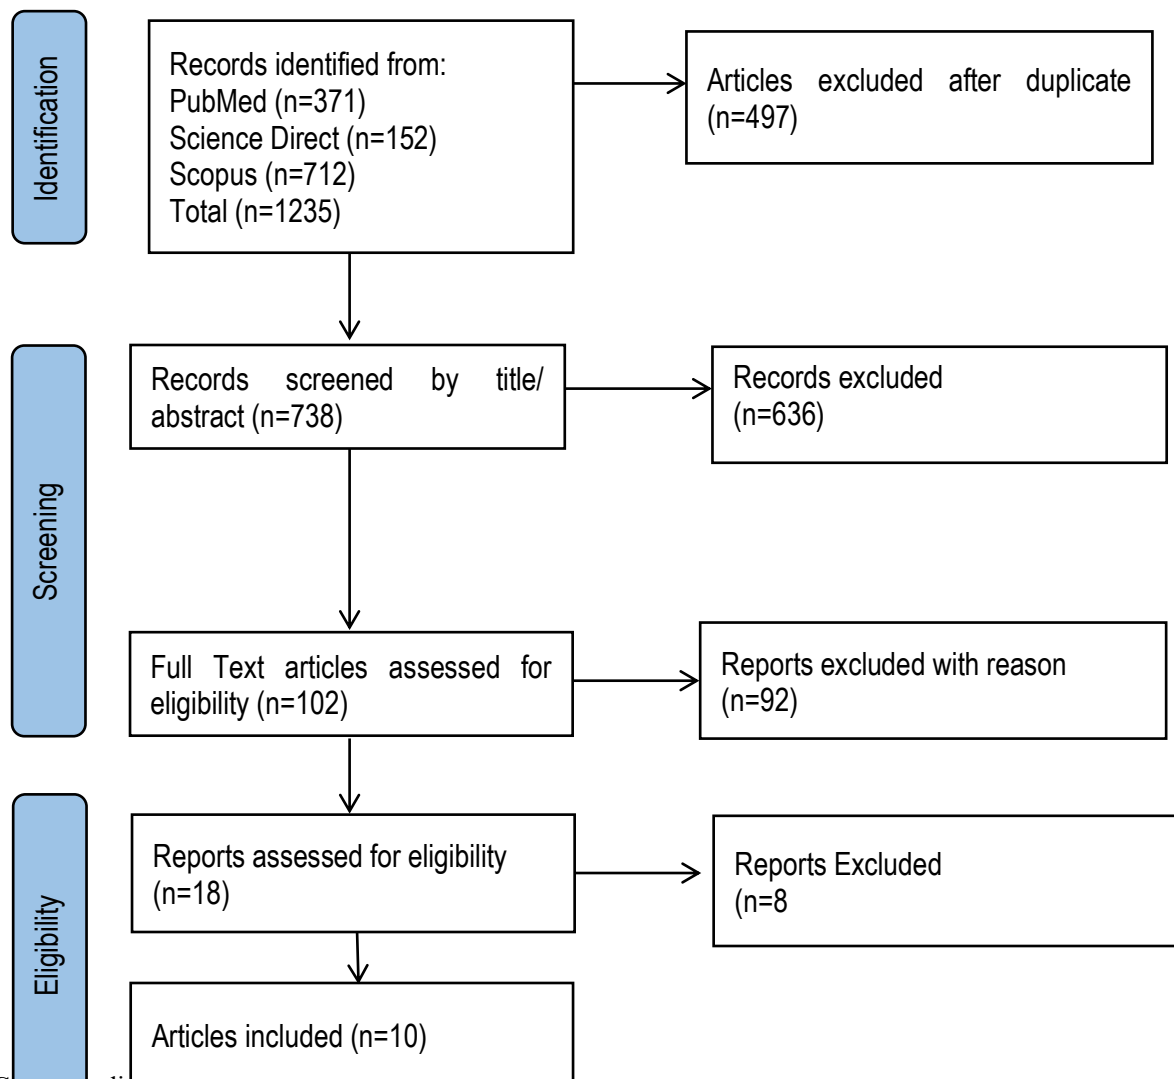 Identification
Records identified from:
PubMed (n=371)
Science Direct (n=152)
Scopus (n=712)
Total (n=1235)
Articles excluded after duplicate
(n=497)
Screening
Records screened by title/
abstract (n=738)
Records excluded
(n=636)
Full Text articles assessed for
eligibility (n=102)
Reports excluded with reason
(n=92)
Eligibility
Reports assessed for eligibility
(n=18)
Reports Excluded
(n=8
Articles included (n=10)